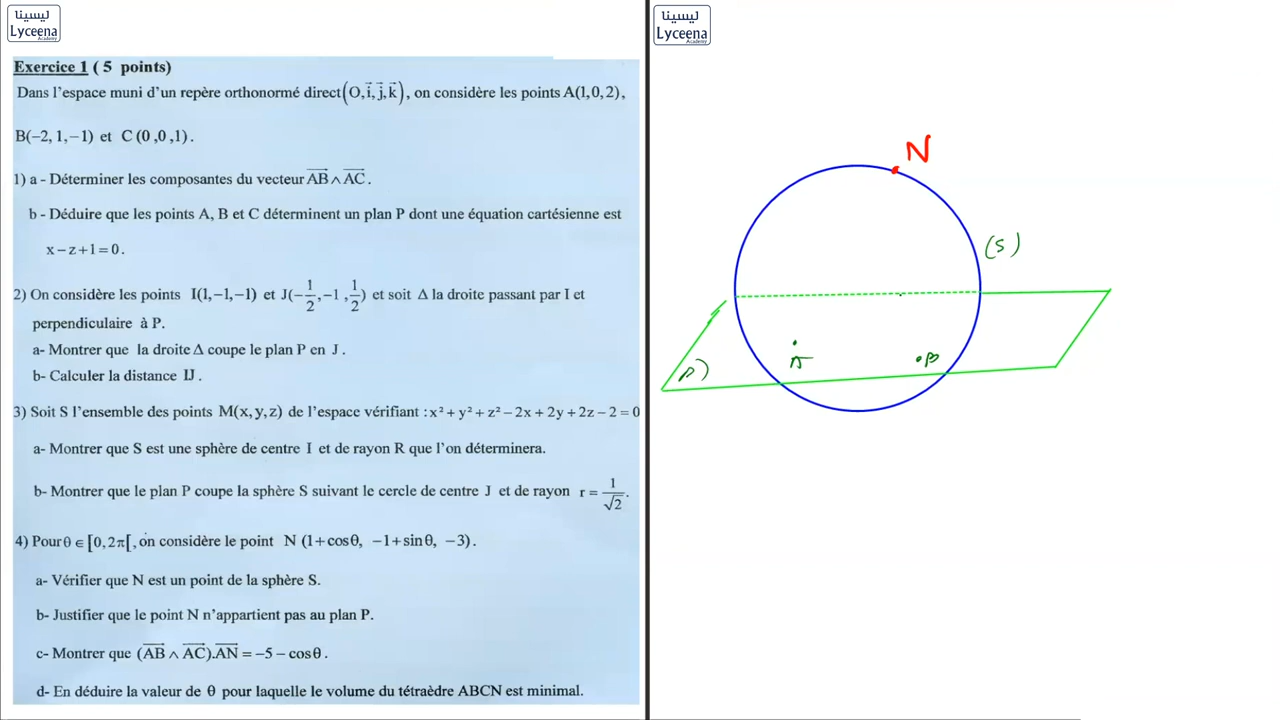 ليسينا
Lyceena
Academy
Exercice 1 ( 5 points)
Dans l'espace muni d'un repère orthonormé direct (O,i⃗,j⃗,k⃗), on considère les points A(1,0,2),
B(−2,1,−1) et C(0,0,1).
1) a - Déterminer les composantes du vecteur AB⃗ ∧ AC⃗.
b - Déduire que les points A, B et C déterminent un plan P dont une équation cartésienne est
x−z+1=0.
2) On considère les points I(1,−1,−1) et J(−1/2,−1,1/2) et soit Δ la droite passant par I et
perpendiculaire à P.
a- Montrer que la droite Δ coupe le plan P en J.
b- Calculer la distance IJ.
3) Soit S l'ensemble des points M(x,y,z) de l'espace vérifiant : x²+y²+z²−2x+2y+2z−2=0
a- Montrer que S est une sphère de centre I et de rayon R que l'on déterminera.
b- Montrer que le plan P coupe la sphère S suivant le cercle de centre J et de rayon r = 1/√2.
4) Pour θ ∈ [0,2π[, on considère le point N (1+cosθ, −1+sinθ, −3).
a- Vérifier que N est un point de la sphère S.
b- Justifier que le point N n'appartient pas au plan P.
c- Montrer que (AB⃗ ∧ AC⃗).AN⃗ = −5 − cosθ.
d- En déduire la valeur de θ pour laquelle le volume du tétraèdre ABCN est minimal.
ليسينا
Lyceena
Academy
N
(S)
A
B
P)